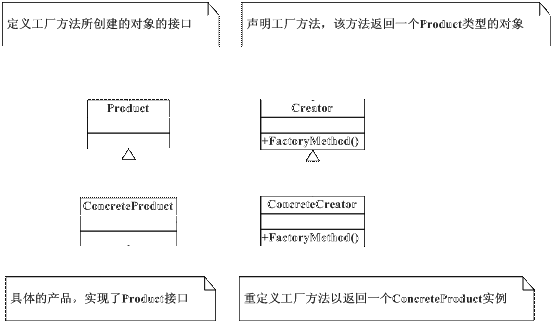 定义工厂方法所创建的对象的接口
声明工厂方法，该方法返回一个Product类型的对象
Product
Creator
+FactoryMethod()
ConcreteProduct
ConcreteCreator
+FactoryMethod()
具体的产品，实现了Product接口
重定义工厂方法以返回一个ConcreteProduct实例